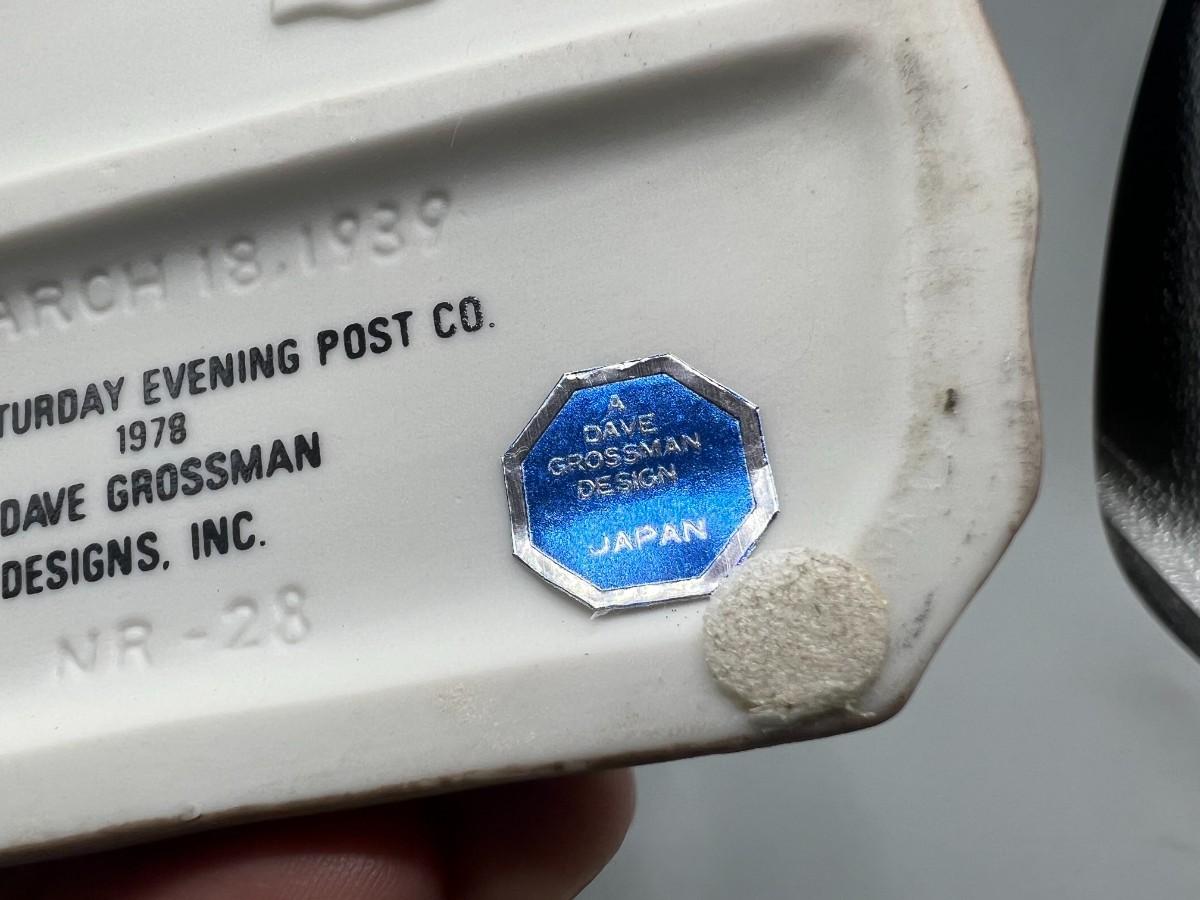 ARCH 18.1939
TURDAY EVENING POST CO.
1978
DAVE GROSSMAN
DESIGNS, INC.
NR-28
A
DAVE
GROSSMAN
DESIGN
JAPAN